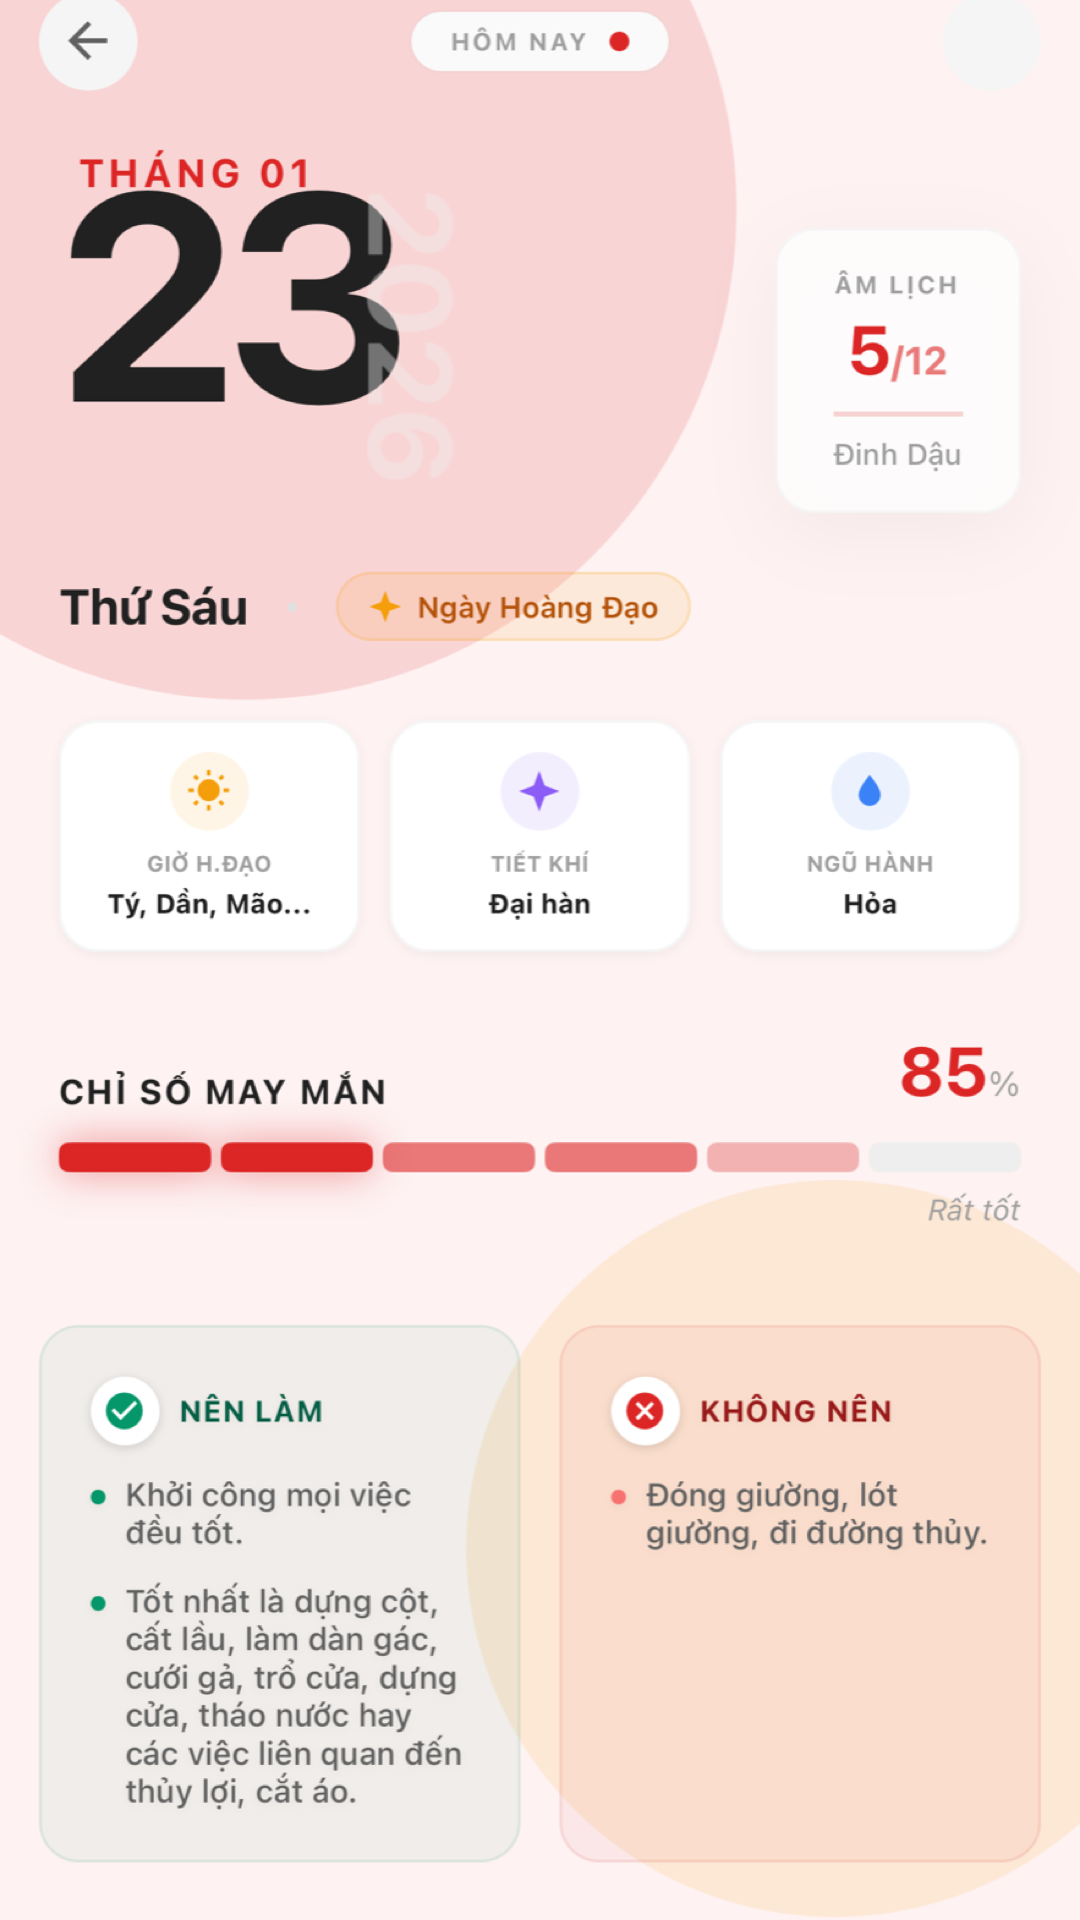 HÔM NAY
THÁNG 01
23
2026
ÂM LỊCH
5/12
Đinh Dậu
Thứ Sáu
Ngày Hoàng Đạo
GIỜ H.ĐẠO
Tý, Dần, Mão...
TIẾT KHÍ
Đại hàn
NGŨ HÀNH
Hỏa
CHỈ SỐ MAY MẮN
85%
Rất tốt
NÊN LÀM
Khởi công mọi việc
đều tốt.
Tốt nhất là dựng cột,
cất lầu, làm dàn gác,
cưới gả, trổ cửa, dựng
cửa, tháo nước hay
các việc liên quan đến
thủy lợi, cắt áo.
KHÔNG NÊN
Đóng giường, lót
giường, đi đường thủy.